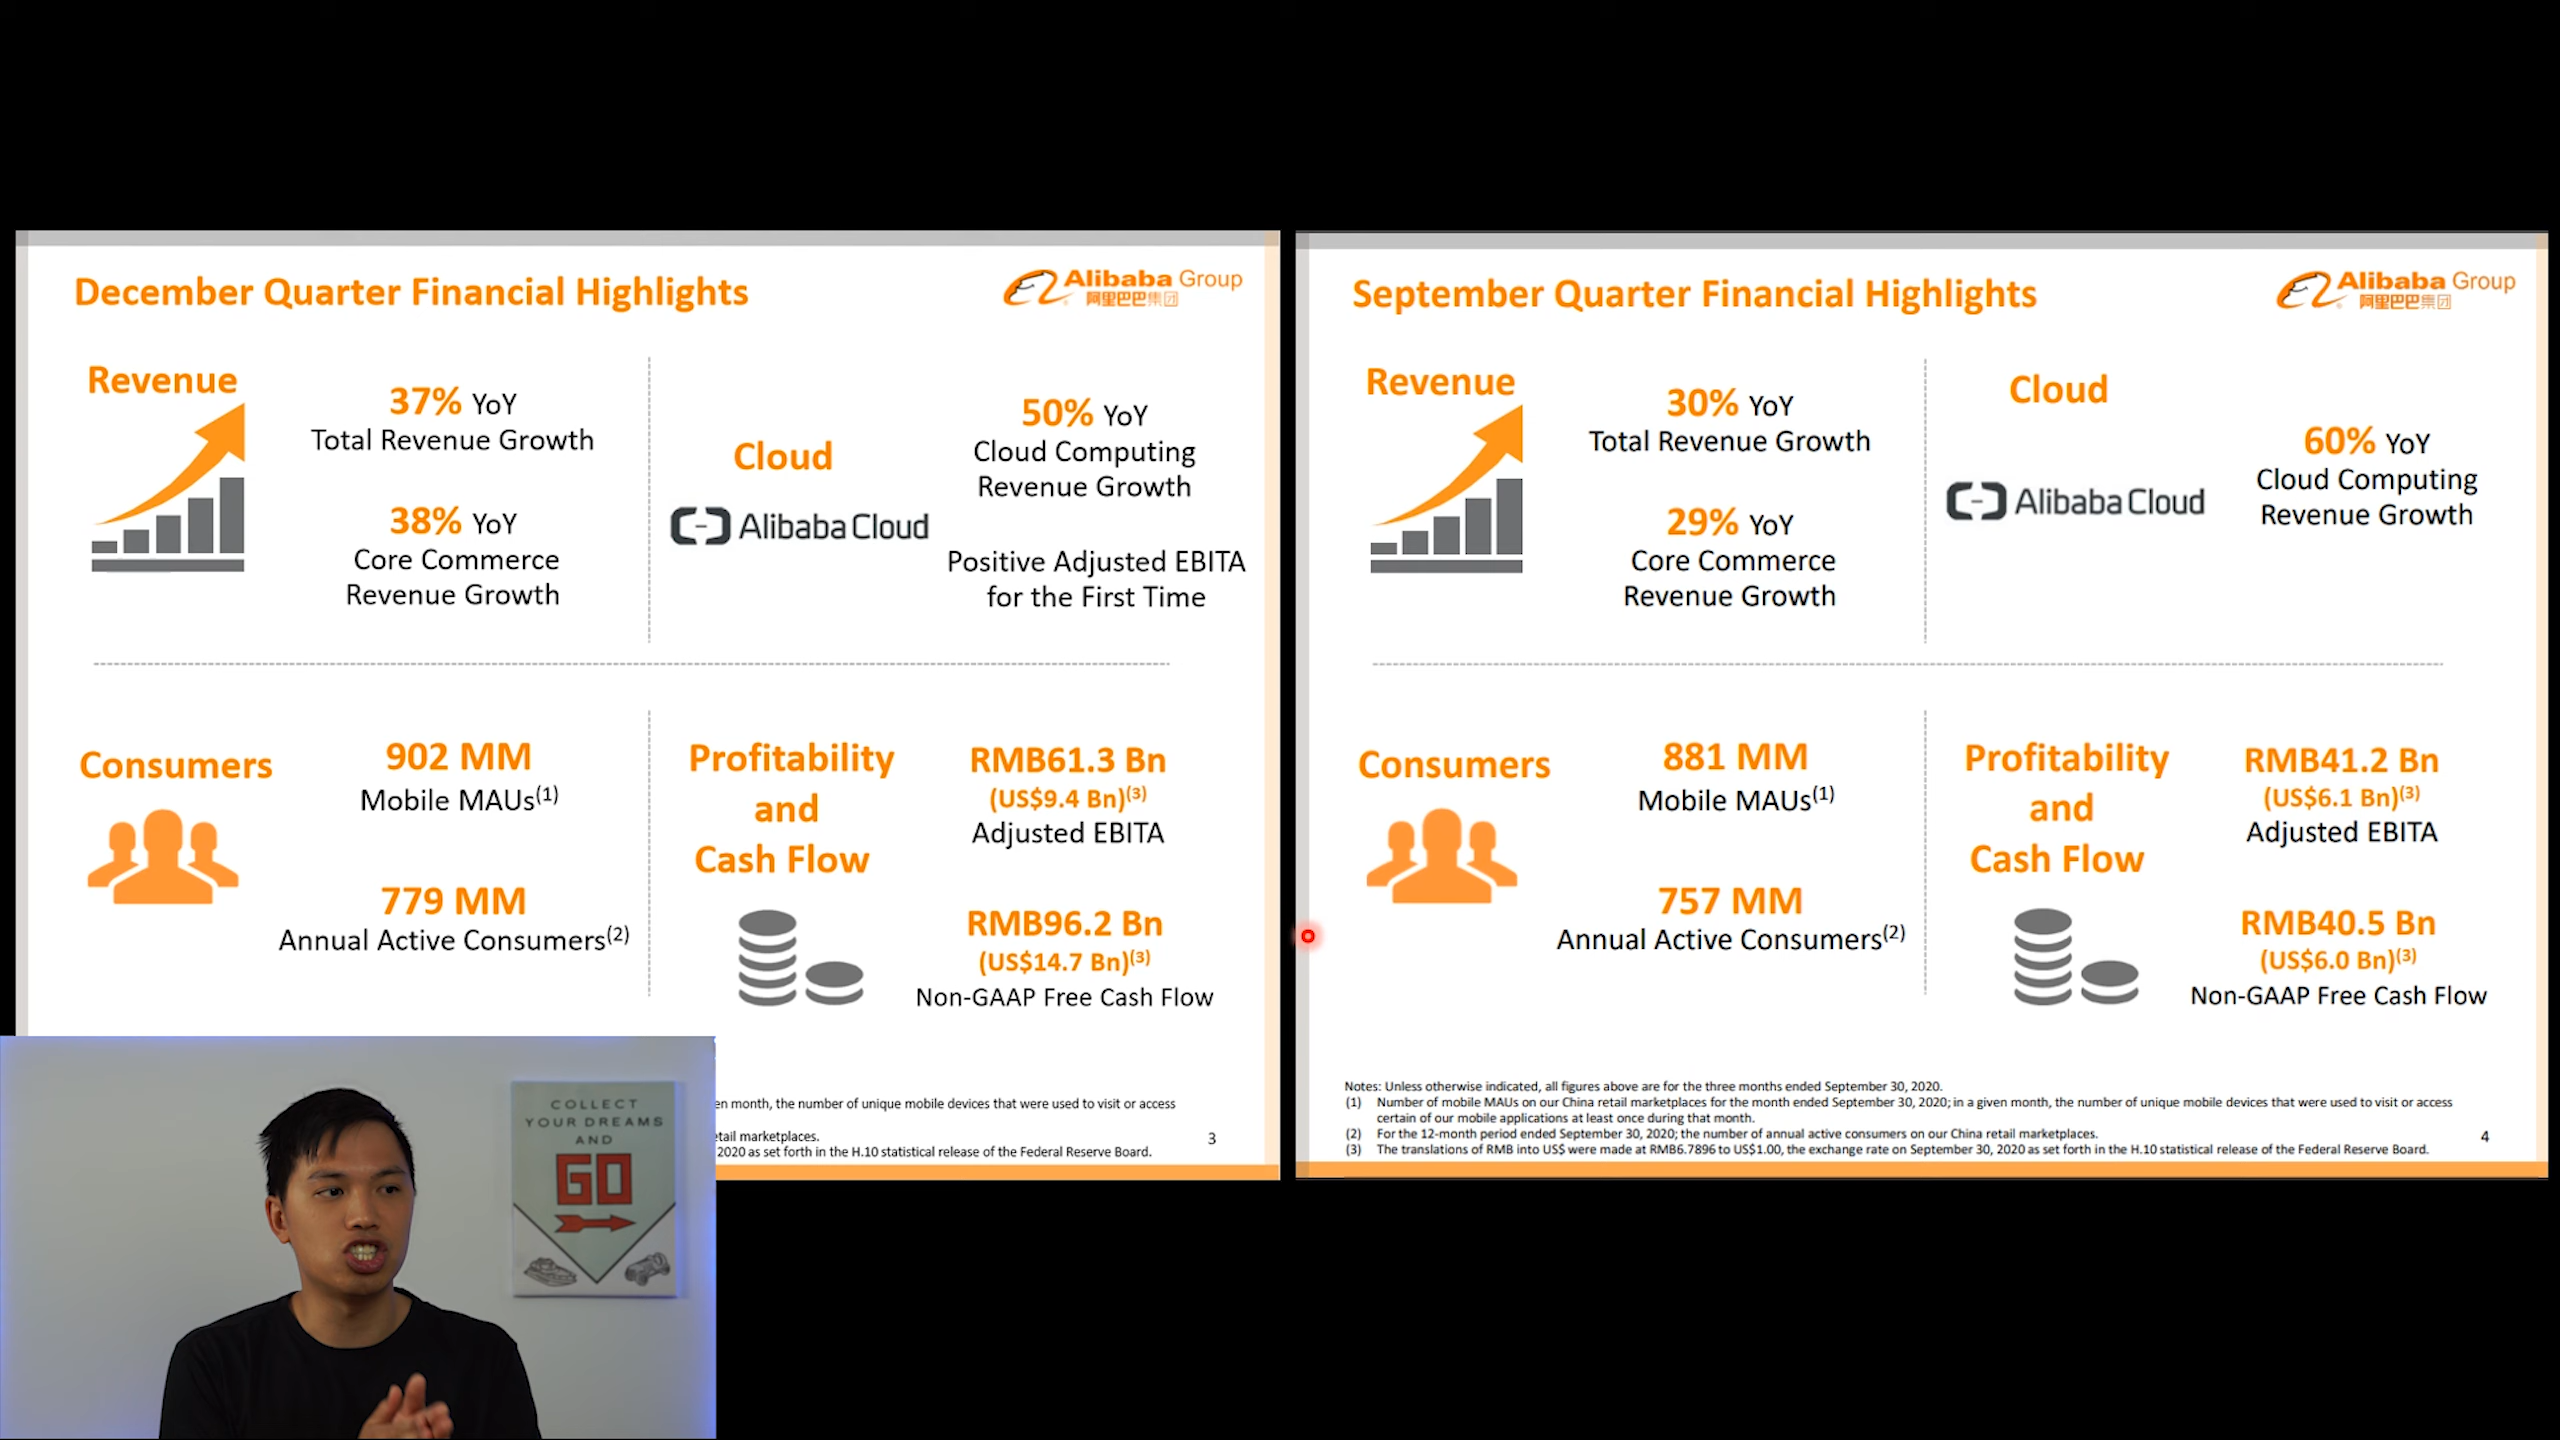 December Quarter Financial Highlights
Alibaba Group
阿里巴巴集团
Revenue
37% YoY
Total Revenue Growth
38% YoY
Core Commerce
Revenue Growth
Cloud
Alibaba Cloud
50% YoY
Cloud Computing
Revenue Growth
Positive Adjusted EBITA
for the First Time
Consumers
902 MM
Mobile MAUs(1)
779 MM
Annual Active Consumers(2)
Profitability
and
Cash Flow
RMB61.3 Bn
(US$9.4 Bn)(3)
Adjusted EBITA
RMB96.2 Bn
(US$14.7 Bn)(3)
Non-GAAP Free Cash Flow
en month, the number of unique mobile devices that were used to visit or access
etail marketplaces.
2020 as set forth in the H.10 statistical release of the Federal Reserve Board.
3
September Quarter Financial Highlights
Alibaba Group
阿里巴巴集团
Revenue
30% YoY
Total Revenue Growth
29% YoY
Core Commerce
Revenue Growth
Cloud
Alibaba Cloud
60% YoY
Cloud Computing
Revenue Growth
Consumers
881 MM
Mobile MAUs(1)
757 MM
Annual Active Consumers(2)
Profitability
and
Cash Flow
RMB41.2 Bn
(US$6.1 Bn)(3)
Adjusted EBITA
RMB40.5 Bn
(US$6.0 Bn)(3)
Non-GAAP Free Cash Flow
Notes: Unless otherwise indicated, all figures above are for the three months ended September 30, 2020.
(1) Number of mobile MAUs on our China retail marketplaces for the month ended September 30, 2020; in a given month, the number of unique mobile devices that were used to visit or access
certain of our mobile applications at least once during that month.
(2) For the 12-month period ended September 30, 2020; the number of annual active consumers on our China retail marketplaces.
(3) The translations of RMB into US$ were made at RMB6.7896 to US$1.00, the exchange rate on September 30, 2020 as set forth in the H.10 statistical release of the Federal Reserve Board.
4
COLLECT
YOUR DREAMS
AND
GO